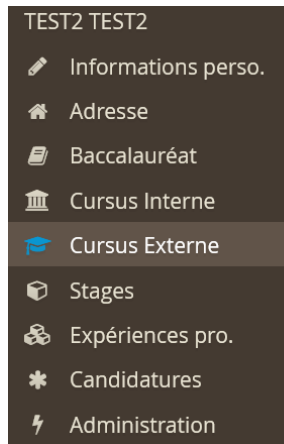 TEST2 TEST2
Informations perso.
Adresse
Baccalauréat
Cursus Interne
Cursus Externe
Stages
Expériences pro.
Candidatures
Administration